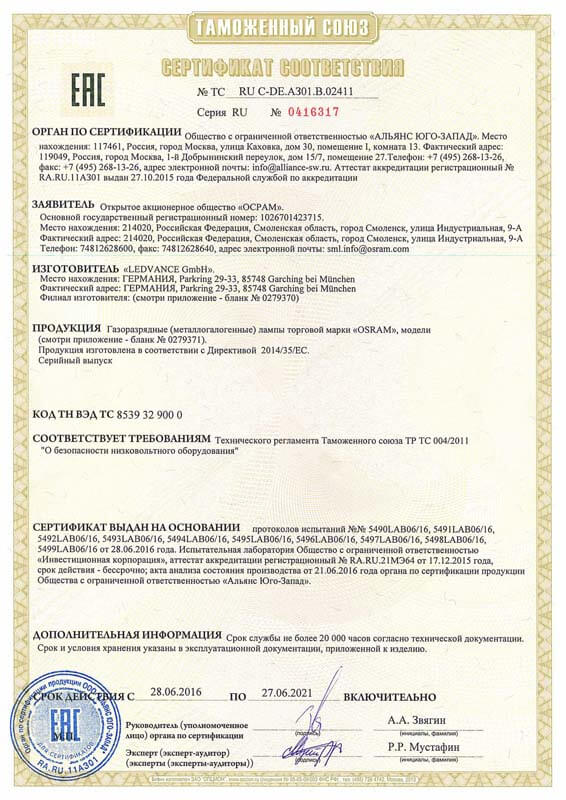 ТАМОЖЕННЫЙ СОЮЗ
ЕАС
СЕРТИФИКАТ СООТВЕТСТВИЯ
№ ТС RU C-DE.АЗ01.В.02411
Серия RU № 0416317
ОРГАН ПО СЕРТИФИКАЦИИ Общество с ограниченной ответственностью «АЛЬЯНС ЮГО-ЗАПАД». Место
нахождения: 117461, Россия, город Москва, улица Каховка, дом 30, помещение I, комната 13. Фактический адрес:
119049, Россия, город Москва, 1-й Добрынинский переулок, дом 15/7, помещение 27.Телефон: +7 (495) 268-13-26,
факс: +7 (495) 268-13-26, адрес электронной почты: info@alliance-sw.ru. Аттестат аккредитации регистрационный №
RA.RU.11АЗ01 выдан 27.10.2015 года Федеральной службой по аккредитации
ЗАЯВИТЕЛЬ Открытое акционерное общество «ОСРАМ».
Основной государственный регистрационный номер: 1026701423715.
Место нахождения: 214020, Российская Федерация, Смоленская область, город Смоленск, улица Индустриальная, 9-А
Фактический адрес: 214020, Российская Федерация, Смоленская область, город Смоленск, улица Индустриальная, 9-А
Телефон: 74812628600, факс: 74812628640, адрес электронной почты: sml.info@osram.com
ИЗГОТОВИТЕЛЬ «LEDVANCE GmbH».
Место нахождения: ГЕРМАНИЯ, Parkring 29-33, 85748 Garching bei München
Фактический адрес: ГЕРМАНИЯ, Parkring 29-33, 85748 Garching bei München
Филиал изготовителя: (смотри приложение - бланк № 0279370)
ПРОДУКЦИЯ Газоразрядные (металлогалогенные) лампы торговой марки «OSRAM», модели
(смотри приложение - бланк № 0279371).
Продукция изготовлена в соответствии с Директивой 2014/35/ЕС.
Серийный выпуск
КОД ТН ВЭД ТС 8539 32 900 0
СООТВЕТСТВУЕТ ТРЕБОВАНИЯМ Технического регламента Таможенного союза ТР ТС 004/2011
"О безопасности низковольтного оборудования"
СЕРТИФИКАТ ВЫДАН НА ОСНОВАНИИ протоколов испытаний №№ 5490LAB06/16, 5491LAB06/16,
5492LAB06/16, 5493LAB06/16, 5494LAB06/16, 5495LAB06/16, 5496LAB06/16, 5497LAB06/16, 5498LAB06/16,
5499LAB06/16 от 28.06.2016 года. Испытательная лаборатория Общество с ограниченной ответственностью
«Инвестиционная корпорация», аттестат аккредитации регистрационный № RA.RU.21МЭ64 от 17.12.2015 года,
срок действия - бессрочно; акта анализа состояния производства от 21.06.2016 года органа по сертификации продукции
Общества с ограниченной ответственностью «Альянс Юго-Запад».
ДОПОЛНИТЕЛЬНАЯ ИНФОРМАЦИЯ Срок службы не более 20 000 часов согласно технической документации.
Срок и условия хранения указаны в эксплуатационной документации, приложенной к изделию.
СРОК ДЕЙСТВИЯ С 28.06.2016 ПО 27.06.2021 ВКЛЮЧИТЕЛЬНО
М.П.
ЕАС
ДЛЯ СЕРТИФИКАТОВ
RA.RU.11АЗ01
Руководитель (уполномоченное
лицо) органа по сертификации
(подпись)
А.А. Звягин
(инициалы, фамилия)
Эксперт (эксперт-аудитор)
(эксперты (эксперты-аудиторы))
(подпись)
Р.Р. Мустафин
(инициалы, фамилия)